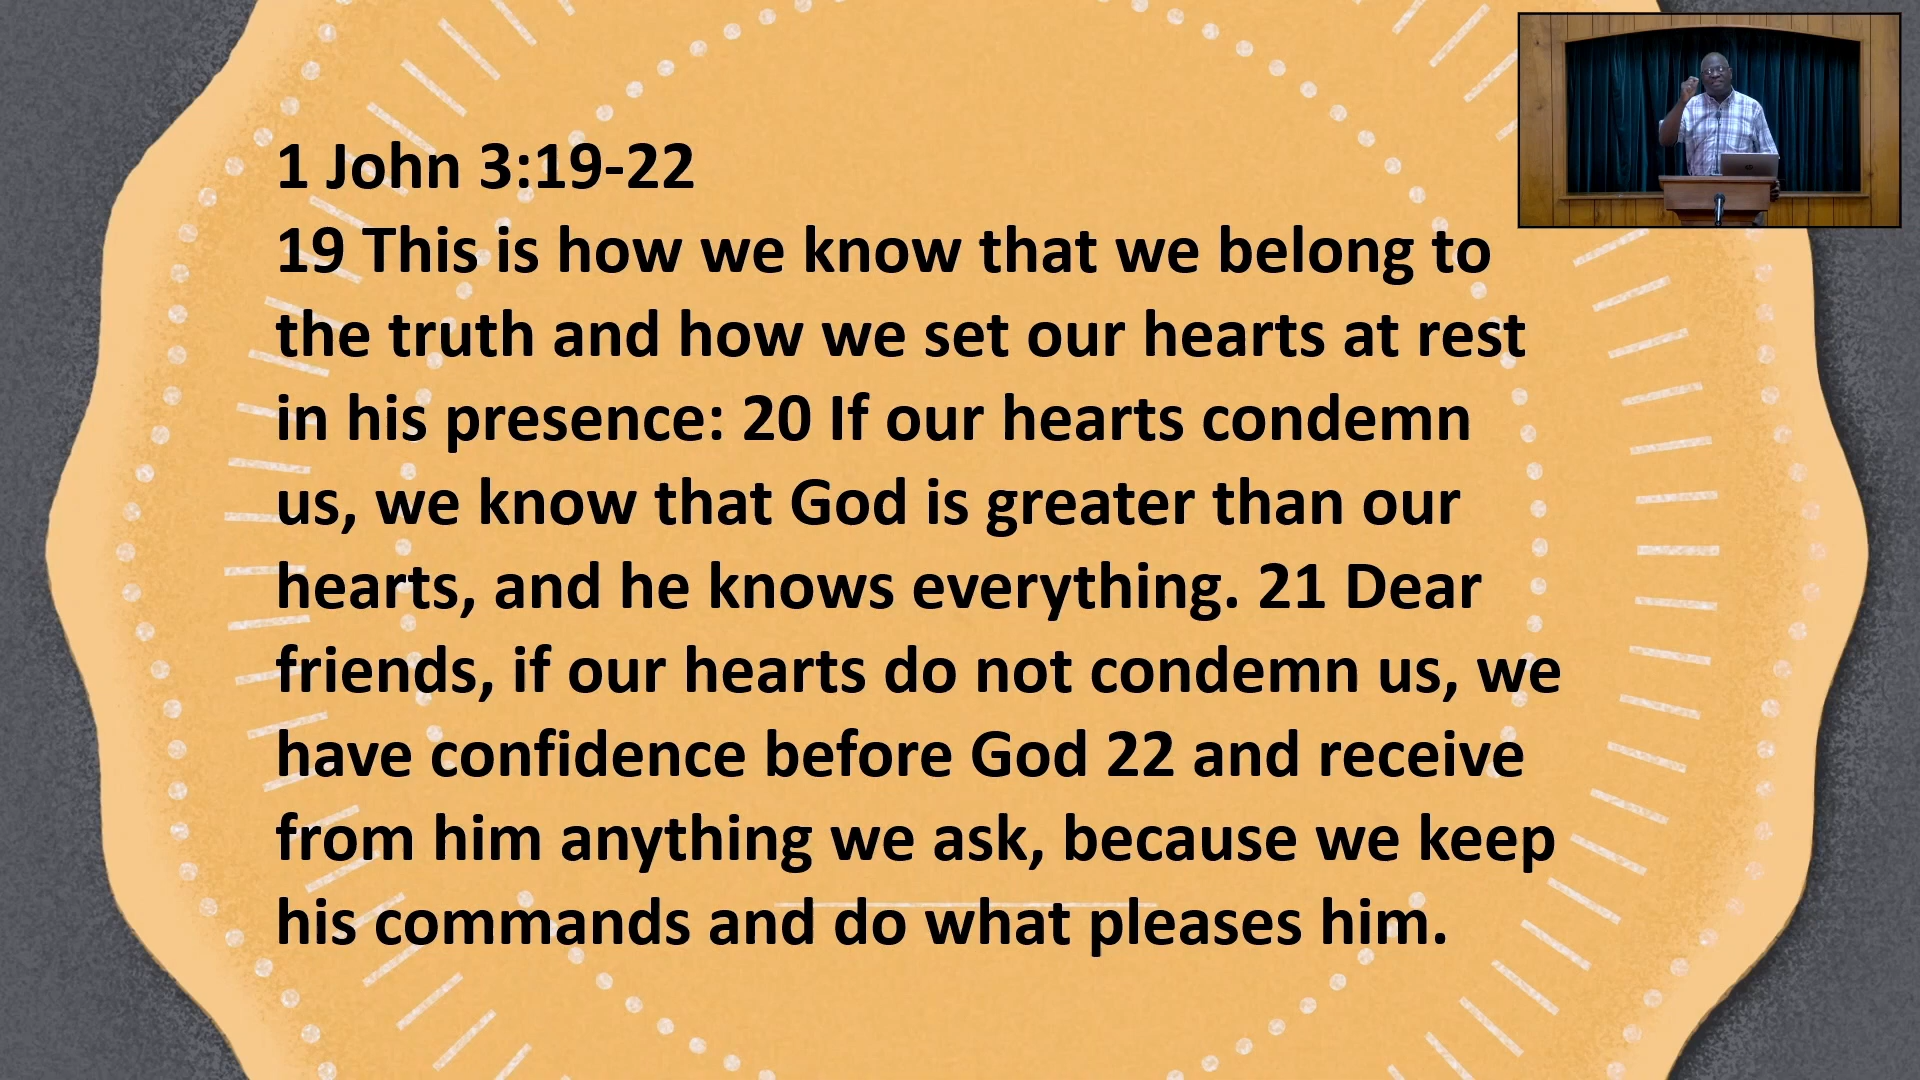 1 John 3:19-22
19 This is how we know that we belong to
the truth and how we set our hearts at rest
in his presence: 20 If our hearts condemn
us, we know that God is greater than our
hearts, and he knows everything. 21 Dear
friends, if our hearts do not condemn us, we
have confidence before God 22 and receive
from him anything we ask, because we keep
his commands and do what pleases him.